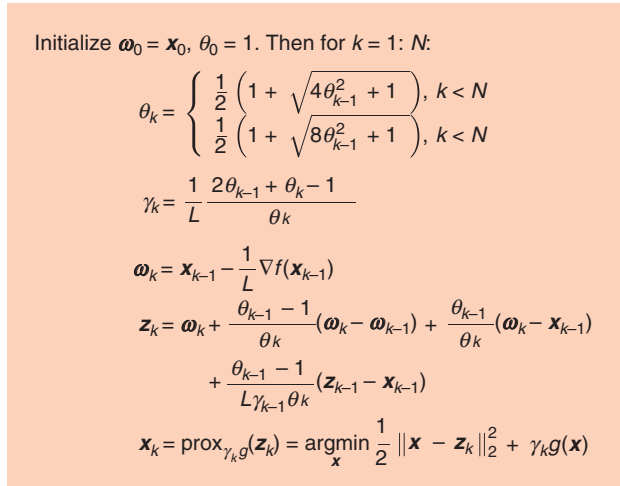 Initialize ω₀ = x₀, θ₀ = 1. Then for k = 1: N:
θₖ = { ½ (1 + √(4θ²ₖ₋₁ + 1)), k < N
½ (1 + √(8θ²ₖ₋₁ + 1)), k < N
γₖ = (1/L) (2θₖ₋₁ + θₖ – 1)/θₖ
ωₖ = xₖ₋₁ – (1/L) ∇f(xₖ₋₁)
zₖ = ωₖ + ((θₖ₋₁ – 1)/θₖ)(ωₖ – ωₖ₋₁) + (θₖ₋₁/θₖ)(ωₖ – xₖ₋₁)
+ ((θₖ₋₁ – 1)/(Lγₖ₋₁θₖ))(zₖ₋₁ – xₖ₋₁)
xₖ = prox_{γₖg}(zₖ) = argmin_x ½ ||x – zₖ||²₂ + γₖg(x)